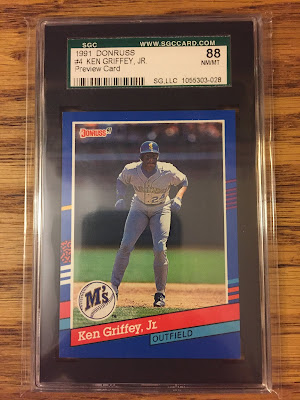 SGC WWW.SGCCARD.COM
1991 DONRUSS
#4 KEN GRIFFEY, JR.
Preview Card
88
NM/MT
SG,LLC 1055303-028
DONRUSS
M's
Ken Griffey, Jr.
OUTFIELD